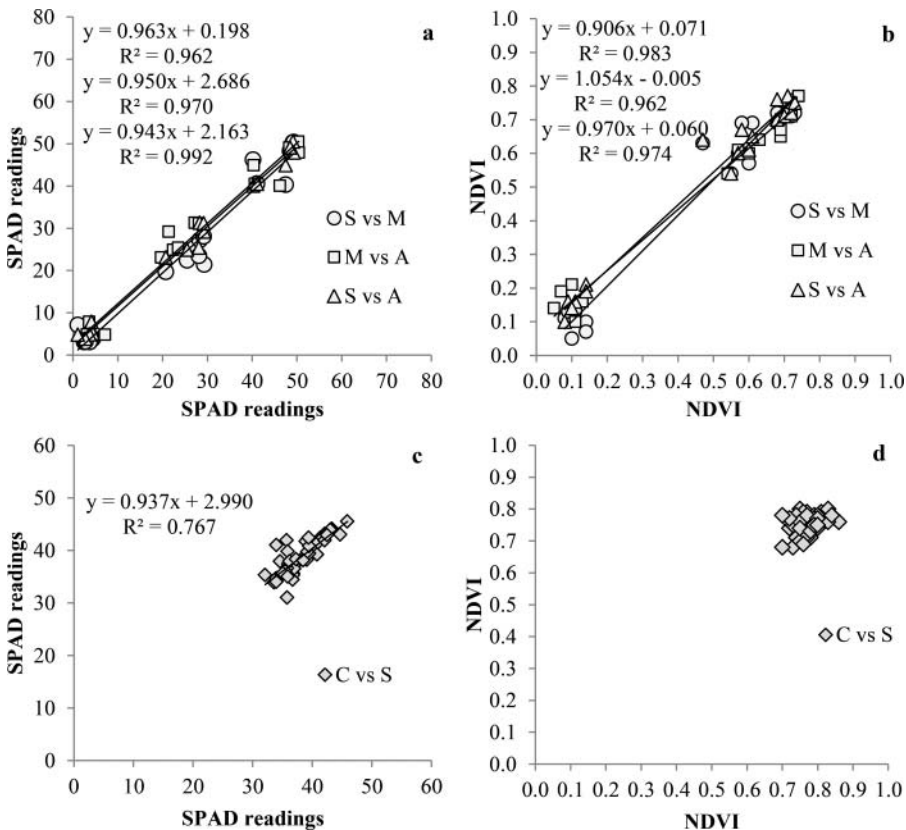 80
70
60
50
40
30
20
10
0
SPAD readings
y = 0.963x + 0.198
R² = 0.962
y = 0.950x + 2.686
R² = 0.970
y = 0.943x + 2.163
R² = 0.992
a
S vs M
M vs A
S vs A
0 10 20 30 40 50 60 70 80
SPAD readings
1.0
0.9
0.8
0.7
0.6
0.5
0.4
0.3
0.2
0.1
0.0
NDVI
y = 0.906x + 0.071
R² = 0.983
y = 1.054x - 0.005
R² = 0.962
y = 0.970x + 0.060
R² = 0.974
b
S vs M
M vs A
S vs A
0.0 0.1 0.2 0.3 0.4 0.5 0.6 0.7 0.8 0.9 1.0
NDVI
60
50
40
30
20
10
0
SPAD readings
y = 0.937x + 2.990
R² = 0.767
c
C vs S
0 10 20 30 40 50 60
SPAD readings
1.0
0.9
0.8
0.7
0.6
0.5
0.4
0.3
0.2
0.1
0.0
NDVI
d
C vs S
0.0 0.1 0.2 0.3 0.4 0.5 0.6 0.7 0.8 0.9 1.0
NDVI